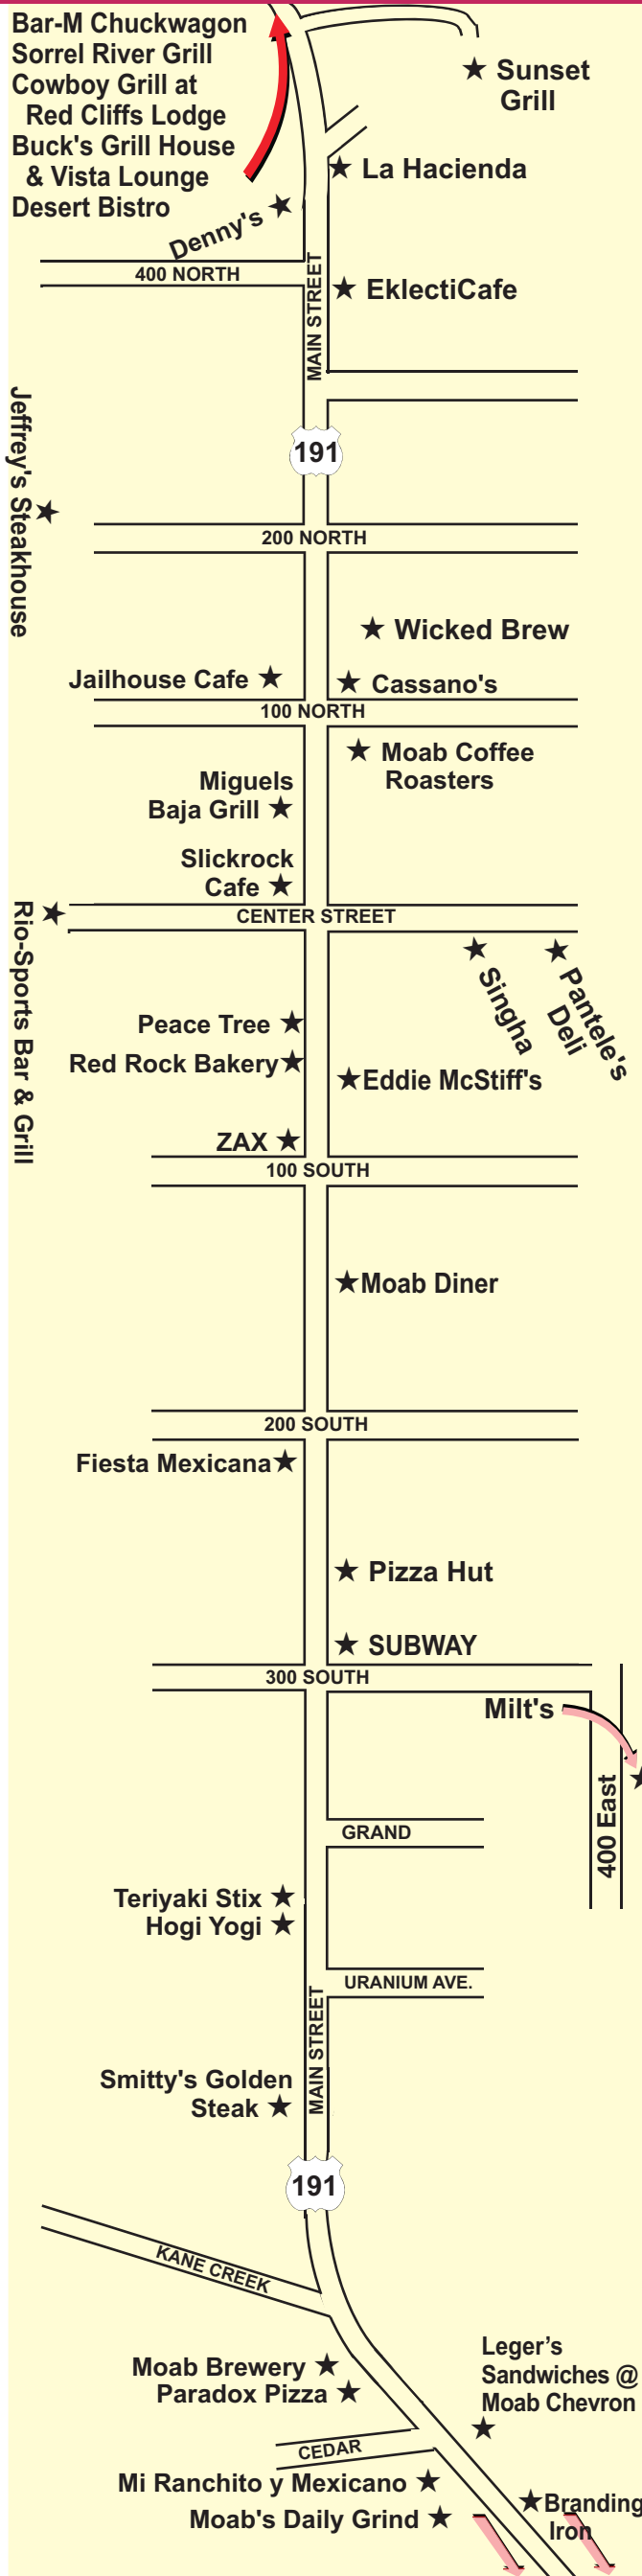 Bar-M Chuckwagon
Sorrel River Grill
Cowboy Grill at
Red Cliffs Lodge
Buck's Grill House
& Vista Lounge
Desert Bistro
Sunset
Grill
La Hacienda
Denny's
400 NORTH
MAIN STREET
EklectiCafe
191
Jeffrey's Steakhouse
200 NORTH
Wicked Brew
Jailhouse Cafe
Cassano's
100 NORTH
Moab Coffee
Roasters
Miguels
Baja Grill
Slickrock
Cafe
CENTER STREET
Rio-Sports Bar & Grill
Singha
Pantele's
Deli
Peace Tree
Red Rock Bakery
Eddie McStiff's
ZAX
100 SOUTH
Moab Diner
200 SOUTH
Fiesta Mexicana
Pizza Hut
SUBWAY
300 SOUTH
Milt's
400 East
GRAND
Teriyaki Stix
Hogi Yogi
URANIUM AVE.
MAIN STREET
Smitty's Golden
Steak
191
KANE CREEK
Moab Brewery
Paradox Pizza
Leger’s
Sandwiches @
Moab Chevron
CEDAR
Mi Ranchito y Mexicano
Moab's Daily Grind
Branding
Iron